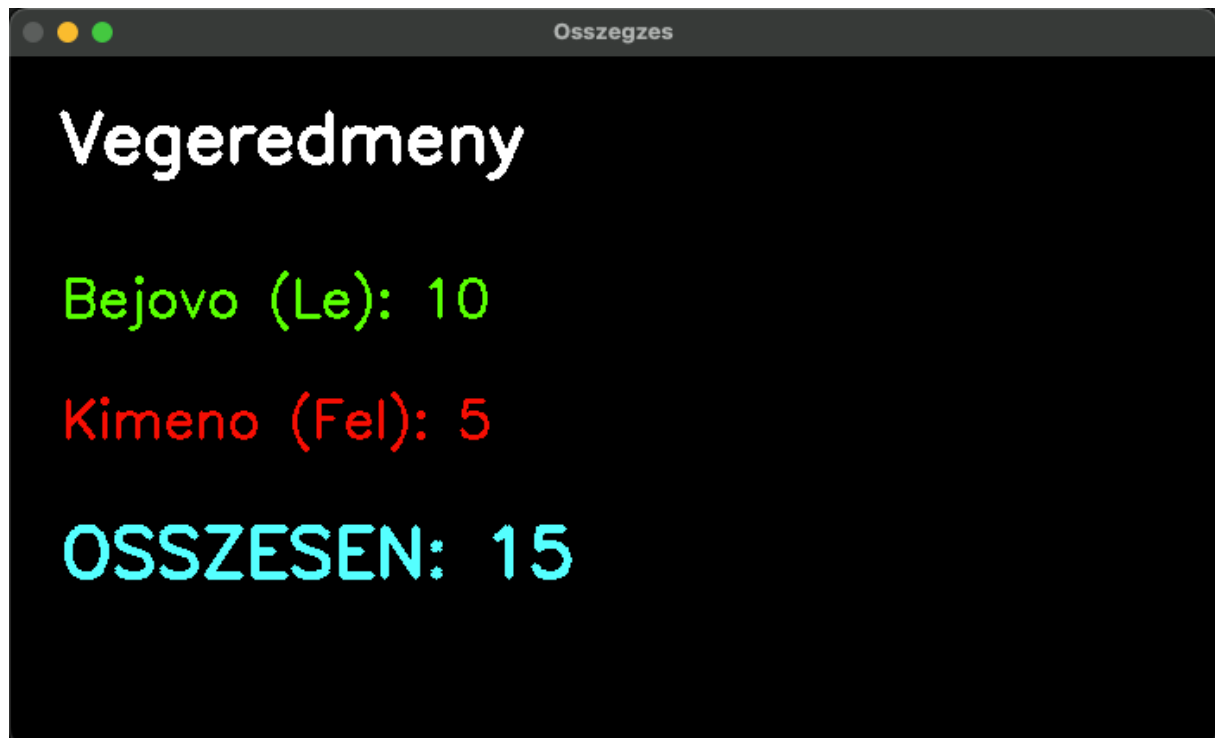 Osszegzes
Vegeredmeny
Bejovo (Le): 10
Kimeno (Fel): 5
OSSZESEN: 15